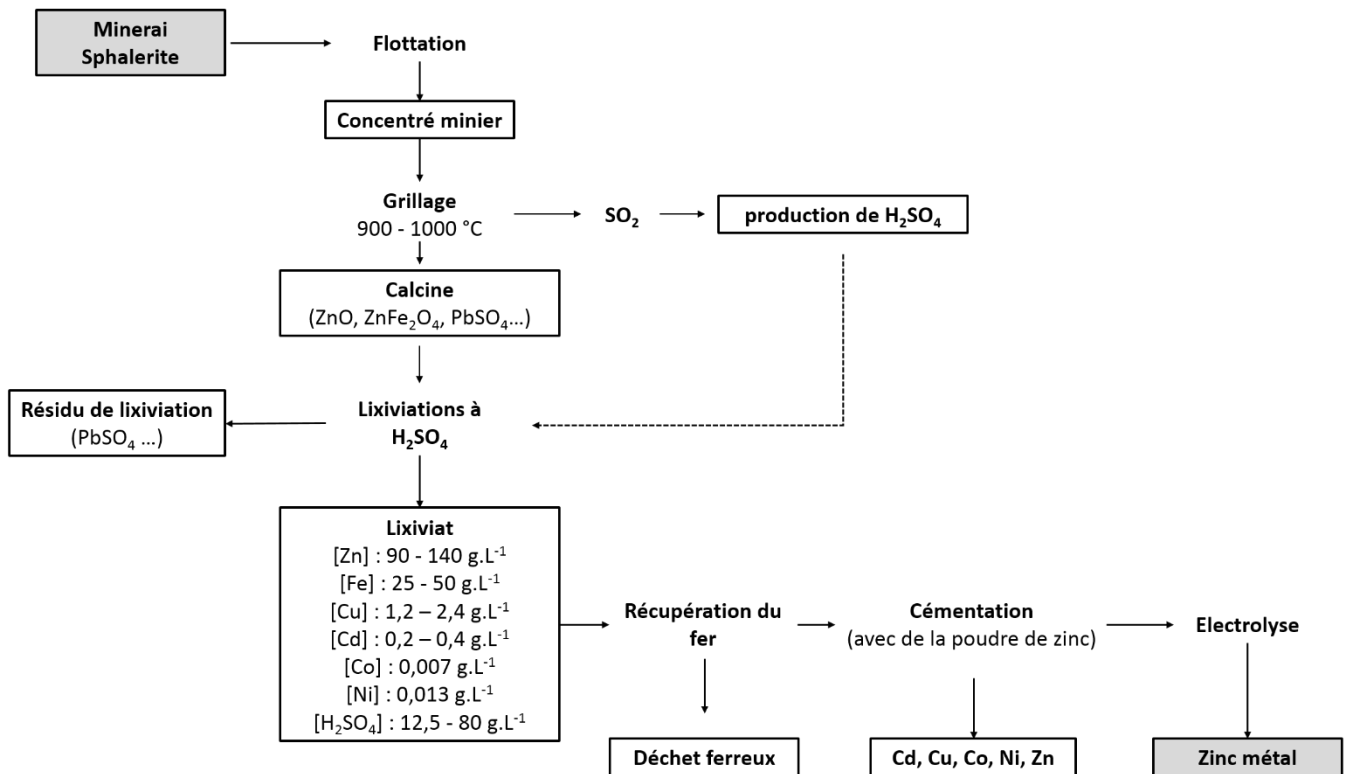 Minerai
Sphalerite
Flottation
Concentré minier
Grillage
900 - 1000 °C
SO₂
production de H₂SO₄
Calcine
(ZnO, ZnFe₂O₄, PbSO₄...)
Résidu de lixiviation
(PbSO₄ ...)
Lixiviations à
H₂SO₄
Lixiviat
[Zn] : 90 - 140 g.L⁻¹
[Fe] : 25 - 50 g.L⁻¹
[Cu] : 1,2 – 2,4 g.L⁻¹
[Cd] : 0,2 – 0,4 g.L⁻¹
[Co] : 0,007 g.L⁻¹
[Ni] : 0,013 g.L⁻¹
[H₂SO₄] : 12,5 - 80 g.L⁻¹
Récupération du
fer
Cémentation
(avec de la poudre de zinc)
Electrolyse
Déchet ferreux
Cd, Cu, Co, Ni, Zn
Zinc métal